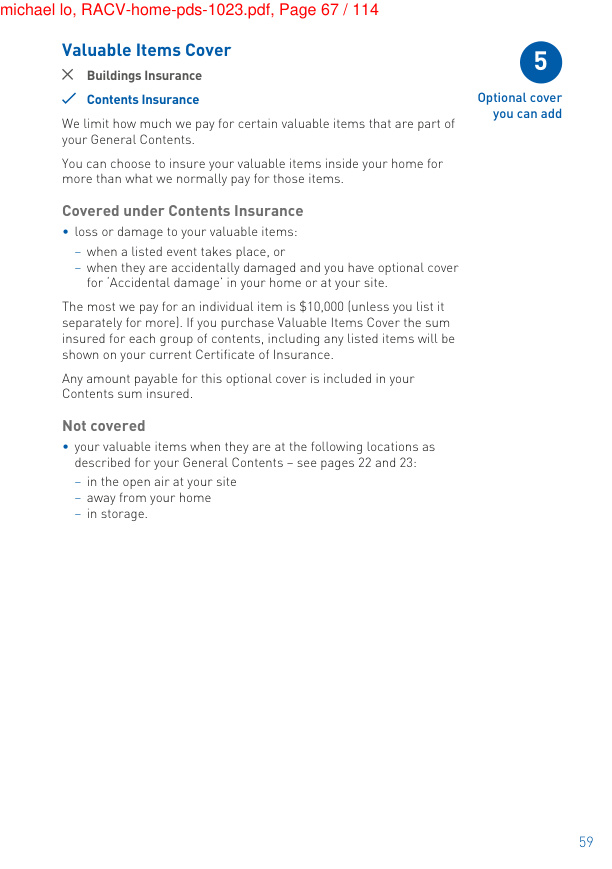 michael lo, RACV-home-pds-1023.pdf, Page 67 / 114
Valuable Items Cover
Buildings Insurance
Contents Insurance
5
Optional cover
you can add
We limit how much we pay for certain valuable items that are part of
your General Contents.
You can choose to insure your valuable items inside your home for
more than what we normally pay for those items.
Covered under Contents Insurance
• loss or damage to your valuable items:
– when a listed event takes place, or
– when they are accidentally damaged and you have optional cover
for ‘Accidental damage’ in your home or at your site.
The most we pay for an individual item is $10,000 (unless you list it
separately for more). If you purchase Valuable Items Cover the sum
insured for each group of contents, including any listed items will be
shown on your current Certificate of Insurance.
Any amount payable for this optional cover is included in your
Contents sum insured.
Not covered
• your valuable items when they are at the following locations as
described for your General Contents – see pages 22 and 23:
– in the open air at your site
– away from your home
– in storage.
59